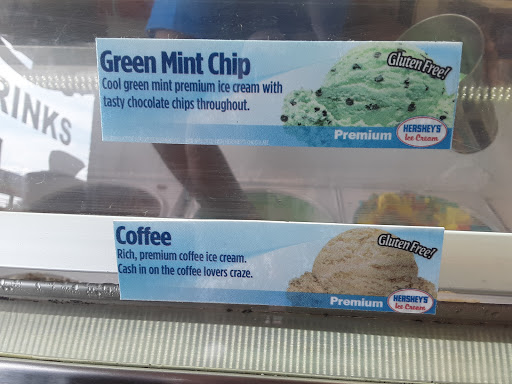 Green Mint Chip
Cool green mint premium ice cream with
tasty chocolate chips throughout.
Gluten Free!
Premium
HERSHEY'S
Ice Cream
RINKS
Coffee
Rich, premium coffee ice cream.
Cash in on the coffee lovers craze.
Gluten Free!
Premium
HERSHEY'S
Ice Cream